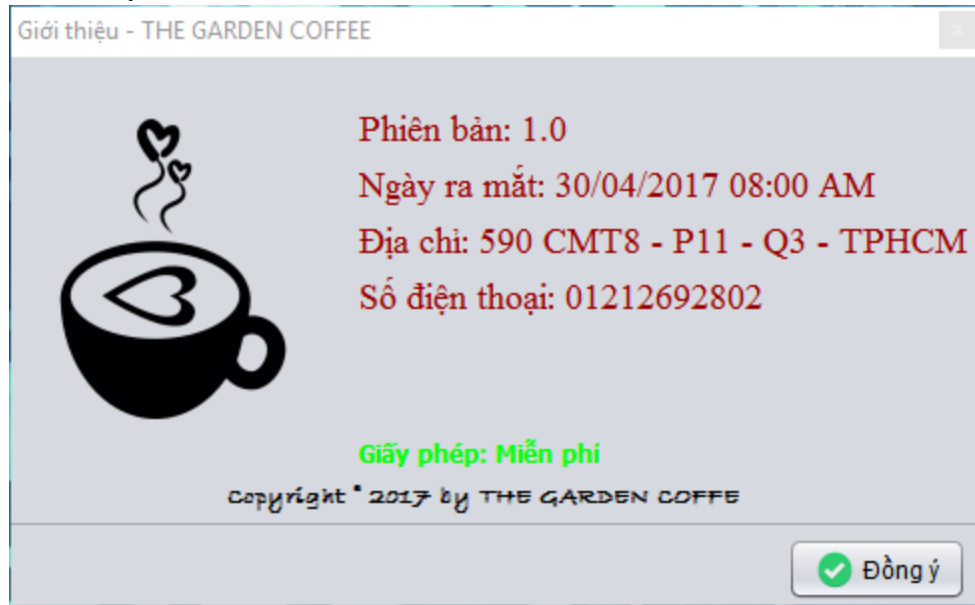 Giới thiệu - THE GARDEN COFFEE
x
Phiên bản: 1.0
Ngày ra mắt: 30/04/2017 08:00 AM
Địa chỉ: 590 CMT8 - P11 - Q3 - TPHCM
Số điện thoại: 01212692802
Giấy phép: Miễn phí
Copyright ° 2017 by THE GARDEN COFFE
Đồng ý